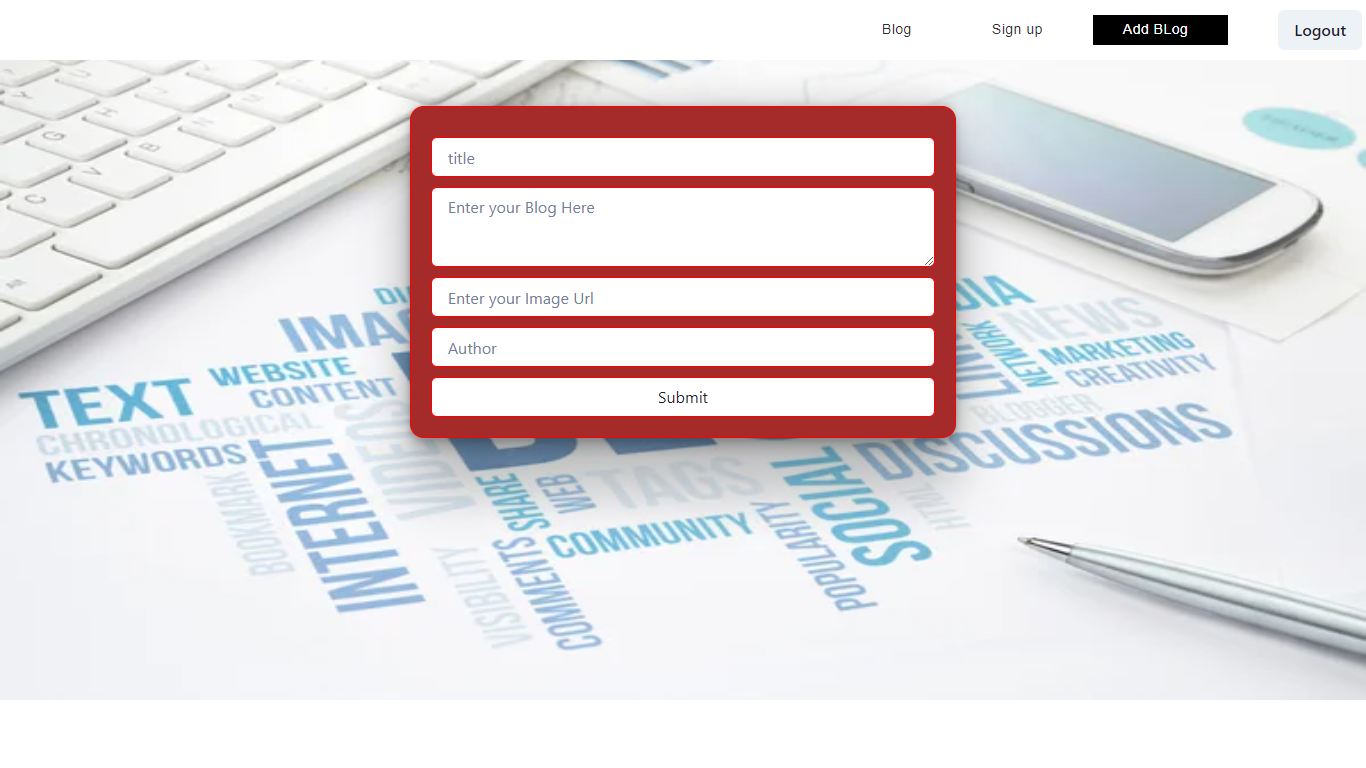 Blog
Sign up
Add BLog
Logout
title
Enter your Blog Here
Enter your Image Url
Author
Submit
IMAG
WEBSITE
TEXT
CONTENT
CHRONOLOGICAL
KEYWORDS
BOOKMARK
INTERNET
VIDEOS
VISIBILITY
COMMENTS
SHARE
WEB
TAGS
COMMUNITY
POPULARITY
SOCIAL
HTML
DISCUSSIONS
BLOGGER
CREATIVITY
MARKETING
NETWORK
NEWS
DIA